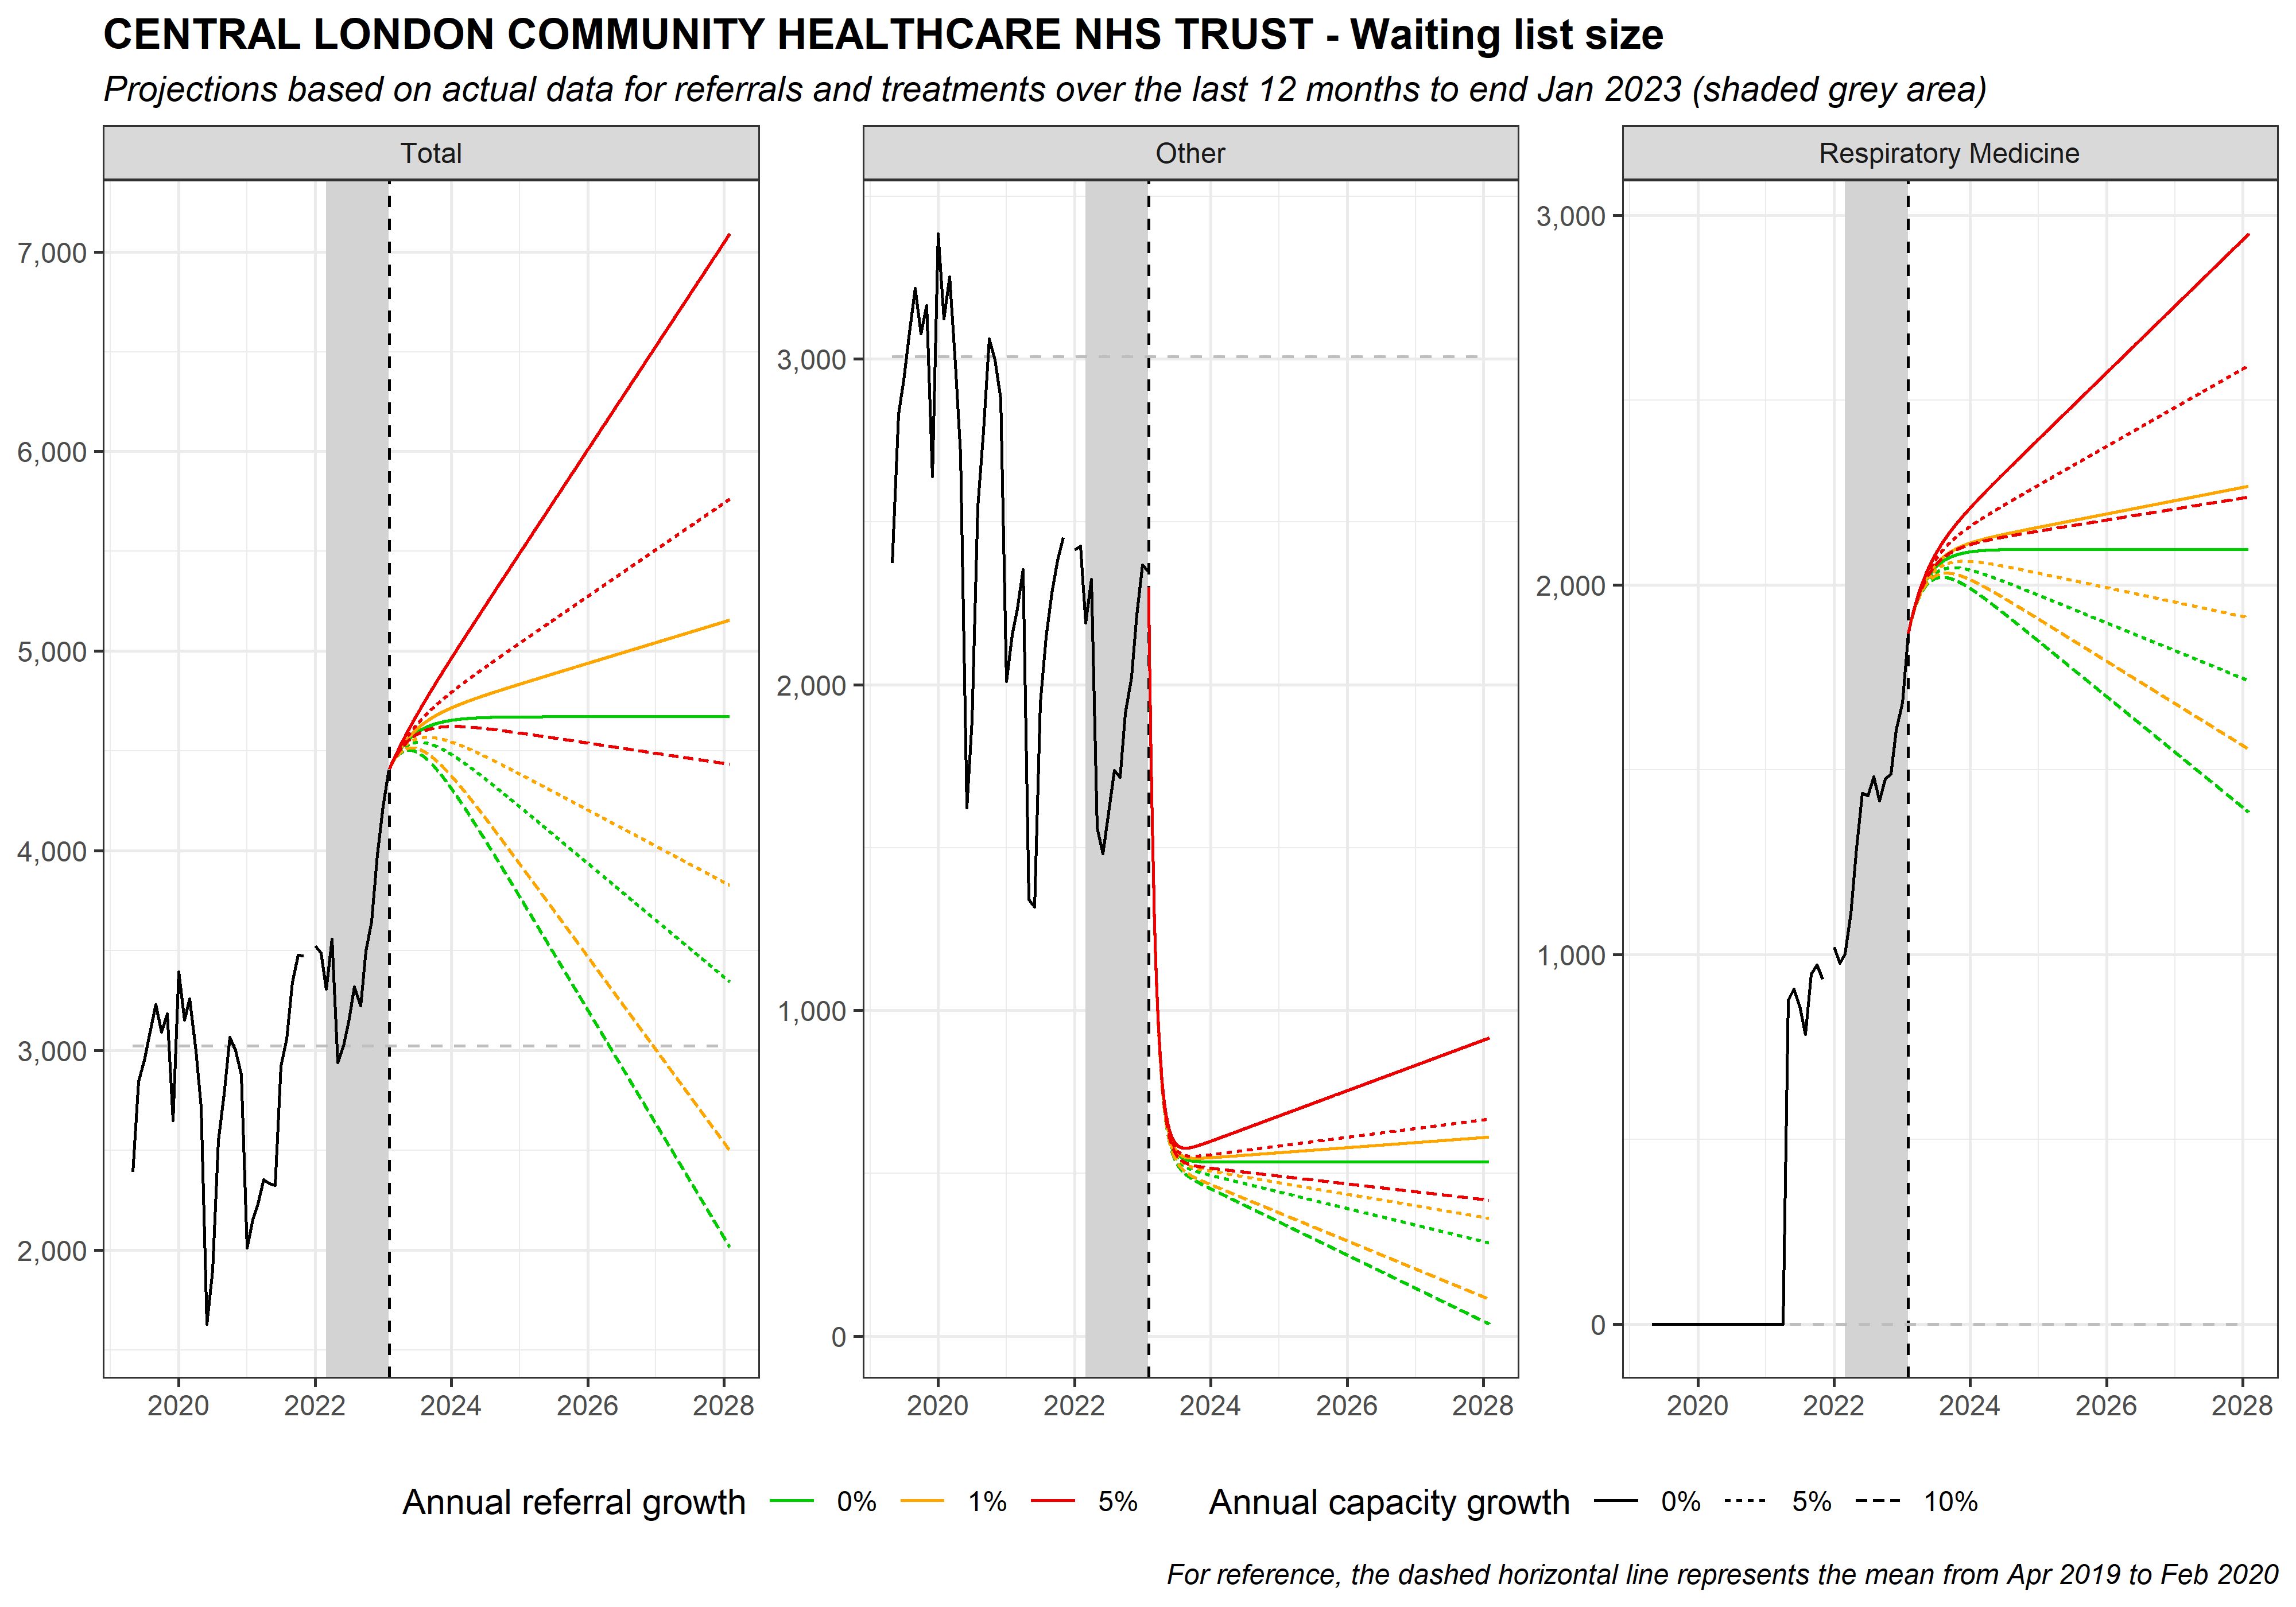 CENTRAL LONDON COMMUNITY HEALTHCARE NHS TRUST - Waiting list size
Projections based on actual data for referrals and treatments over the last 12 months to end Jan 2023 (shaded grey area)
Total
7,000
6,000
5,000
4,000
3,000
2,000
2020 2022 2024 2026 2028
Other
3,000
2,000
1,000
0
2020 2022 2024 2026 2028
Respiratory Medicine
3,000
2,000
1,000
0
2020 2022 2024 2026 2028
Annual referral growth 0% 1% 5% Annual capacity growth 0% 5% 10%
For reference, the dashed horizontal line represents the mean from Apr 2019 to Feb 2020